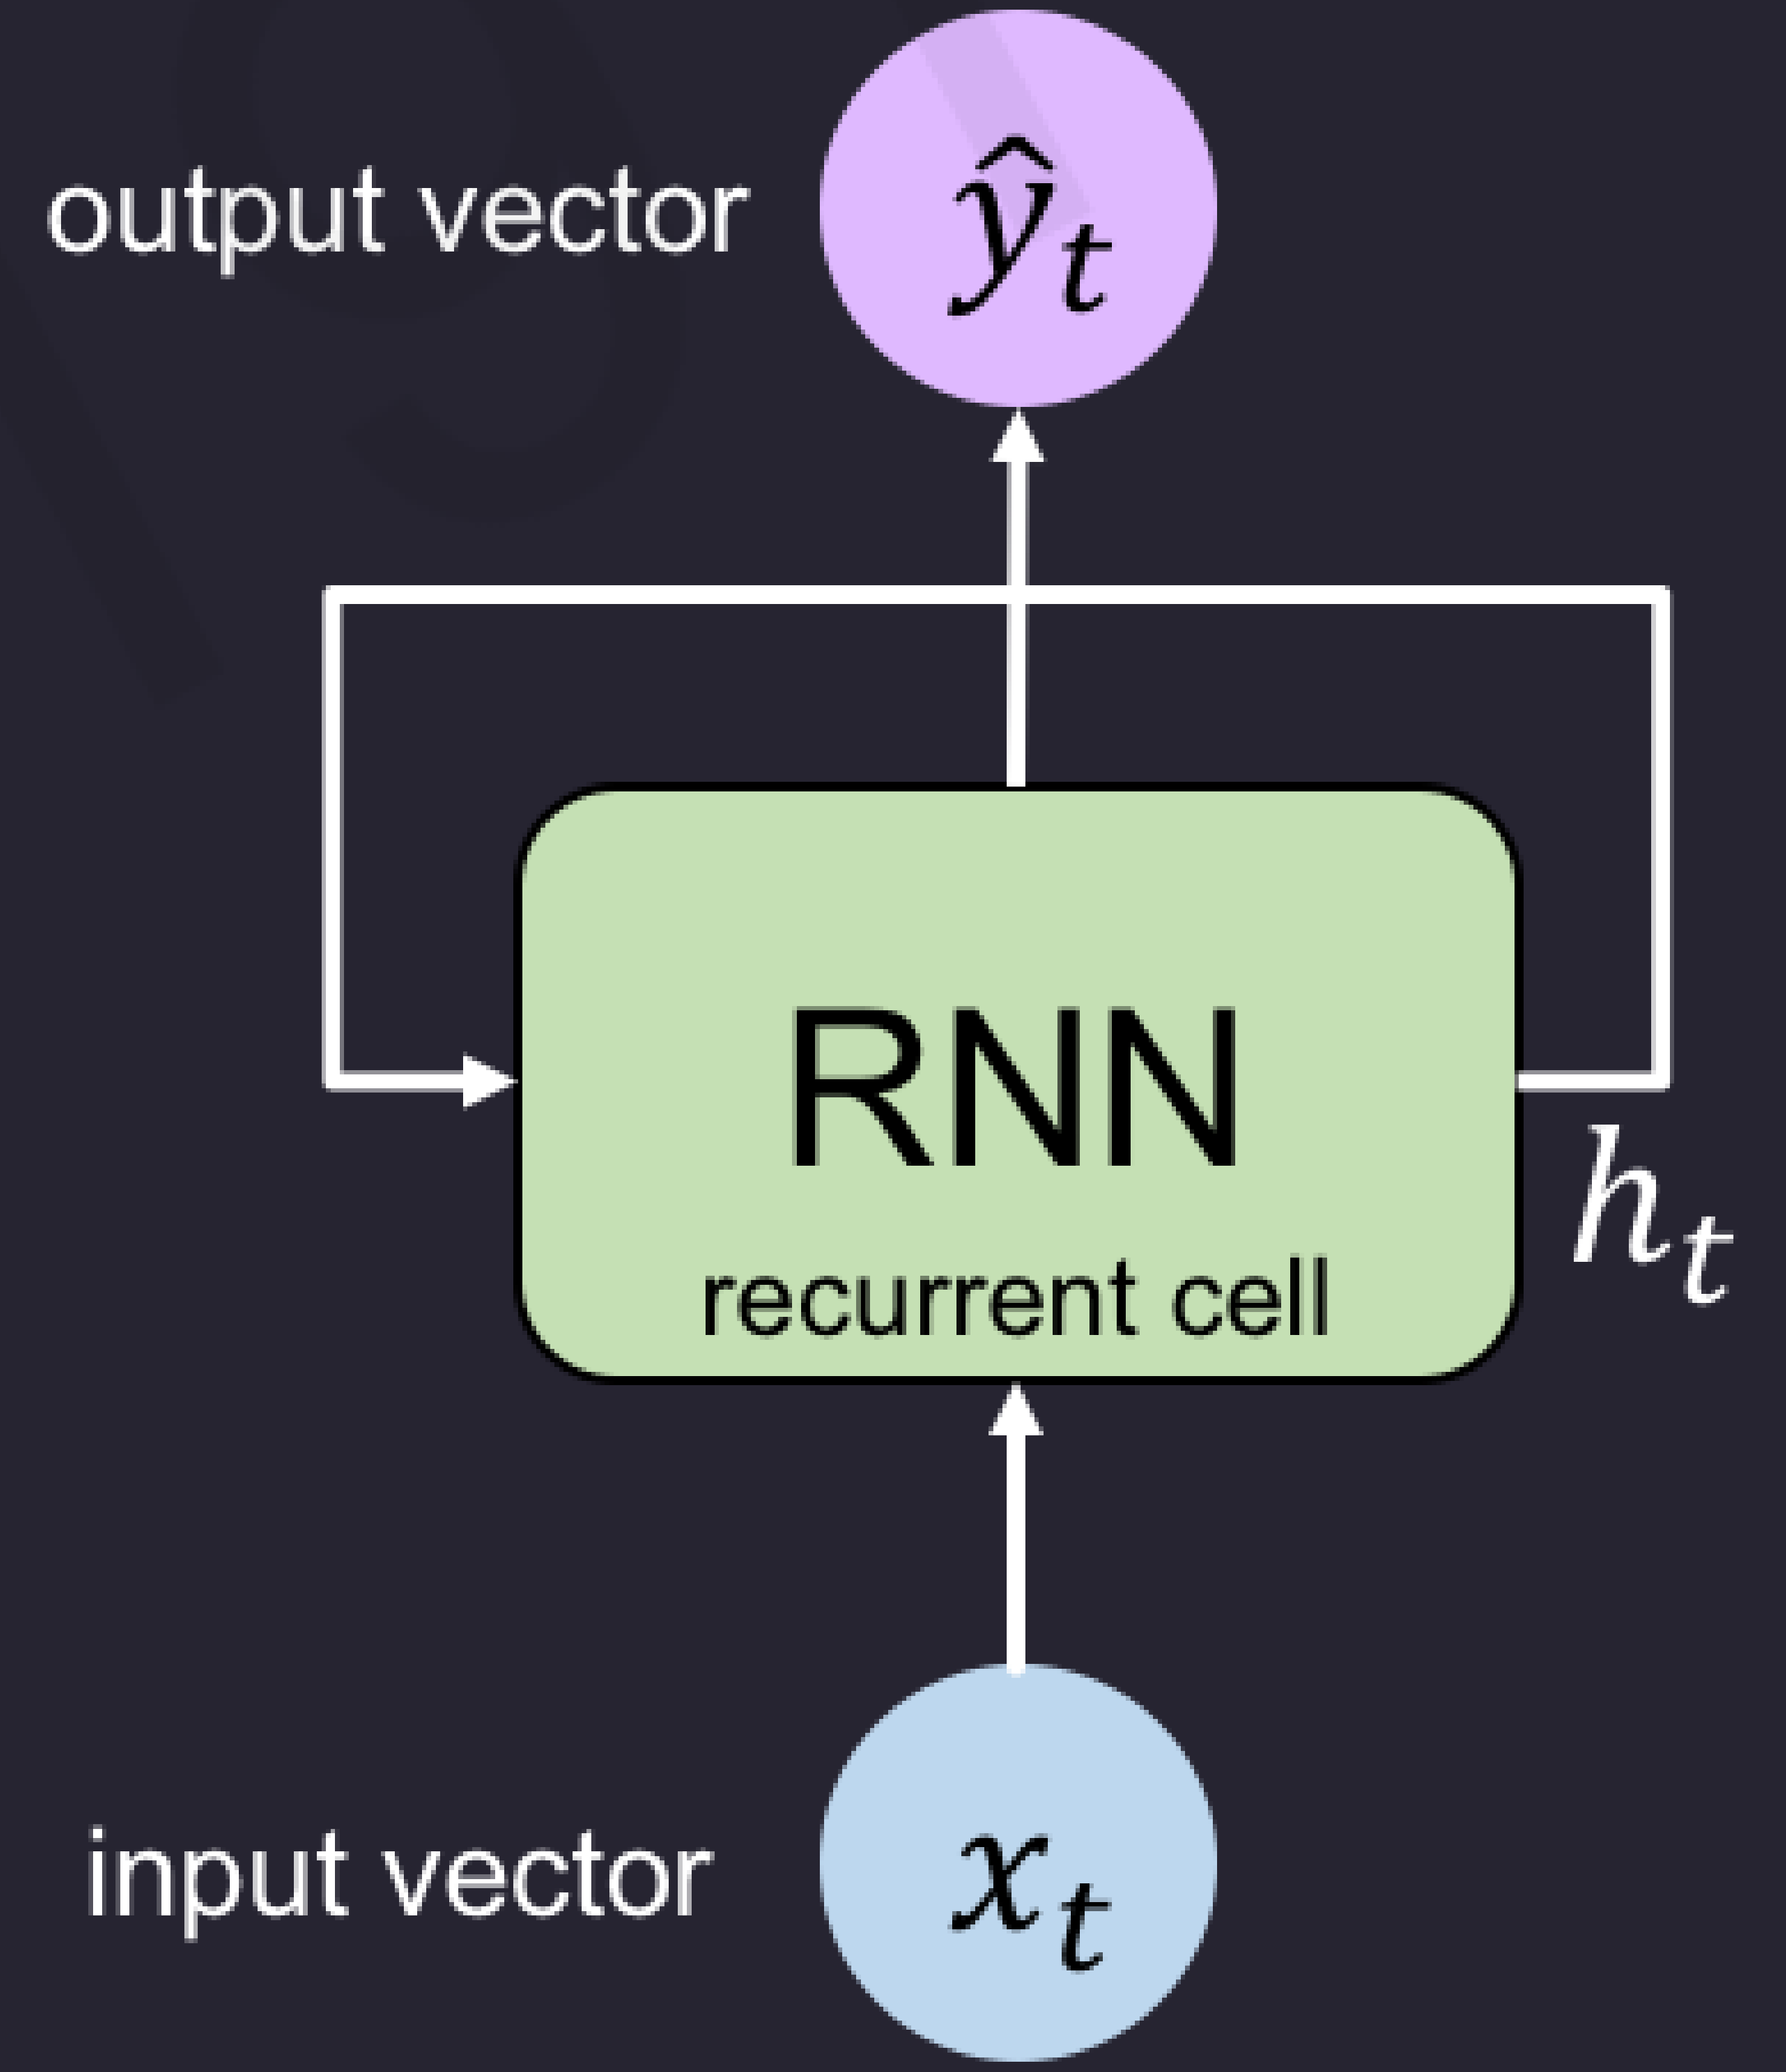 output vector
ŷt
RNN
recurrent cell
ht
input vector
xt